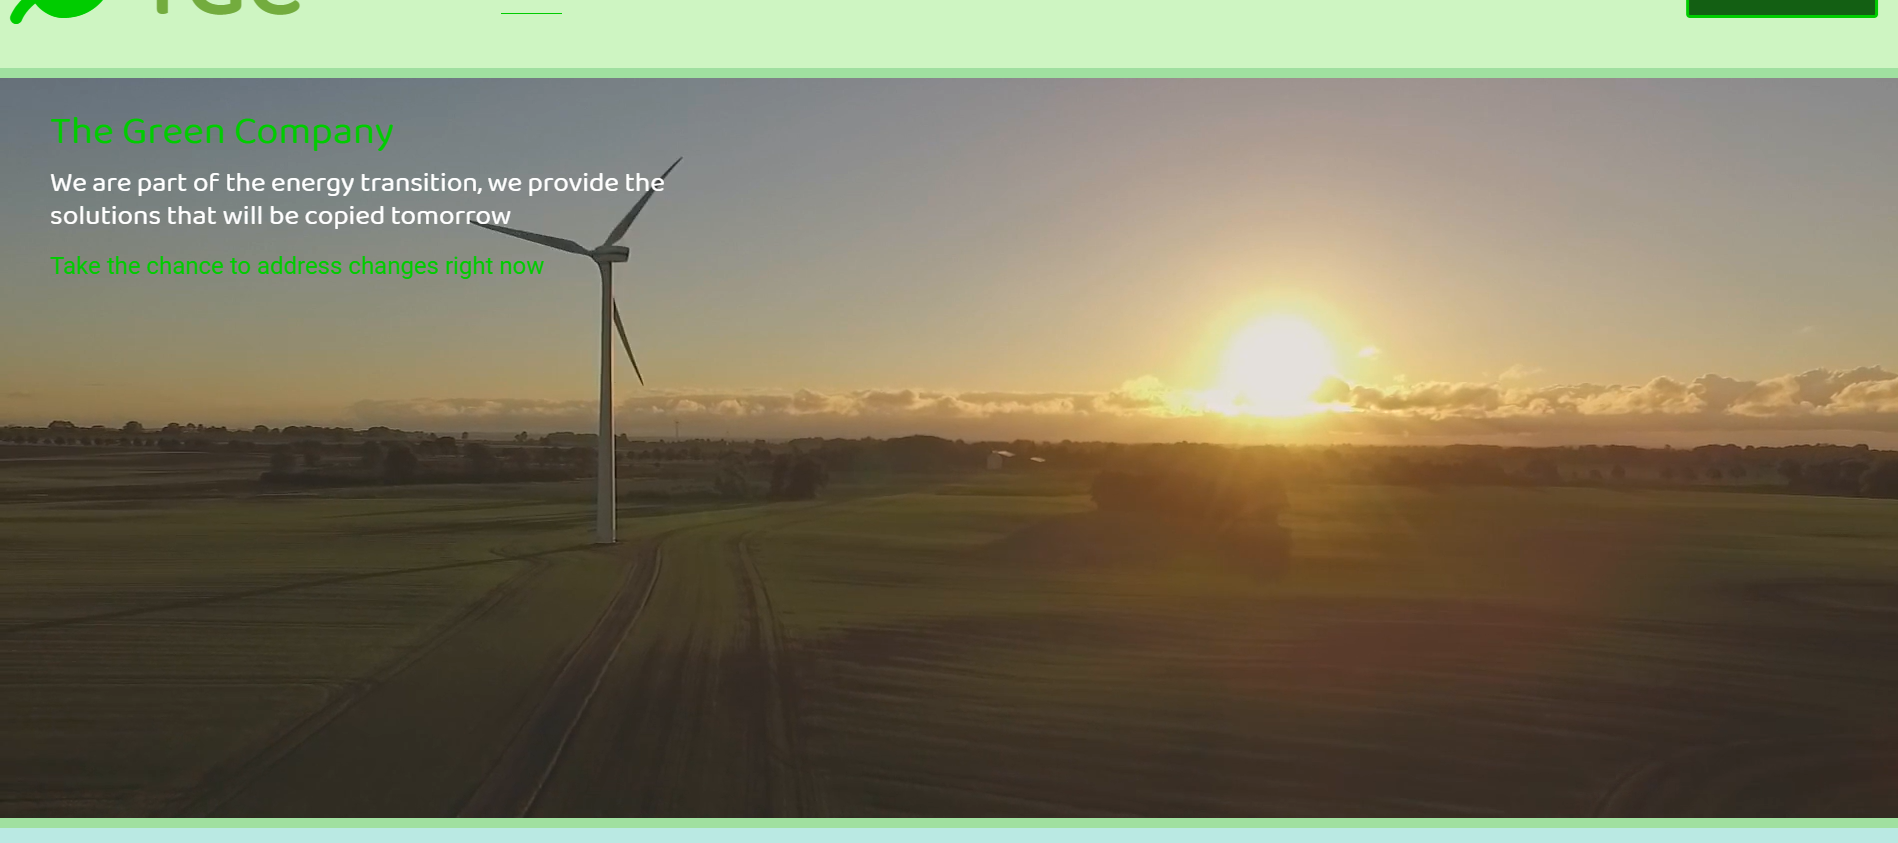 TGC
The Green Company
We are part of the energy transition, we provide the
solutions that will be copied tomorrow
Take the chance to address changes right now